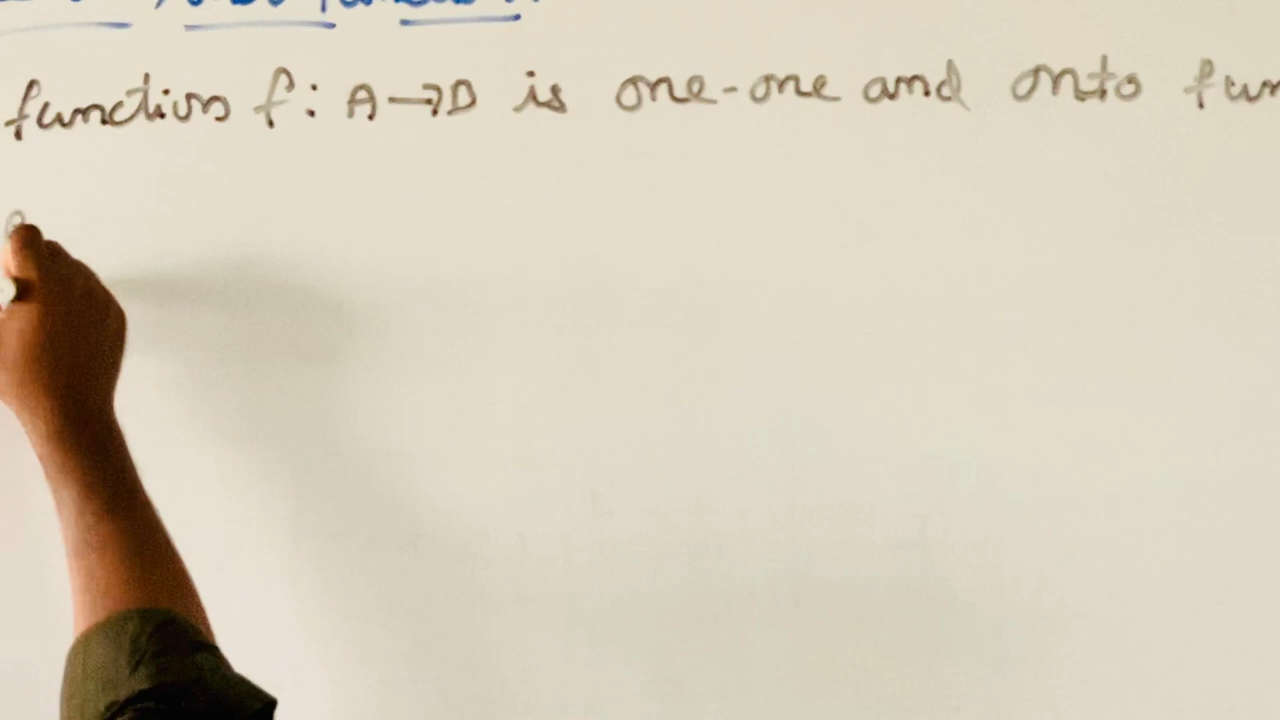 function f: A→B is one-one and onto fun